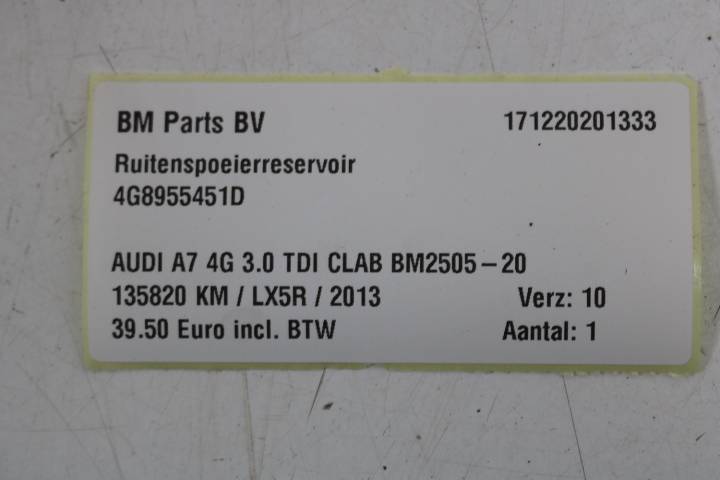 BM Parts BV 171220201333
Ruitenspoeierreservoir
4G8955451D
AUDI A7 4G 3.0 TDI CLAB BM2505-20
135820 KM / LX5R / 2013 Verz: 10
39.50 Euro incl. BTW Aantal: 1